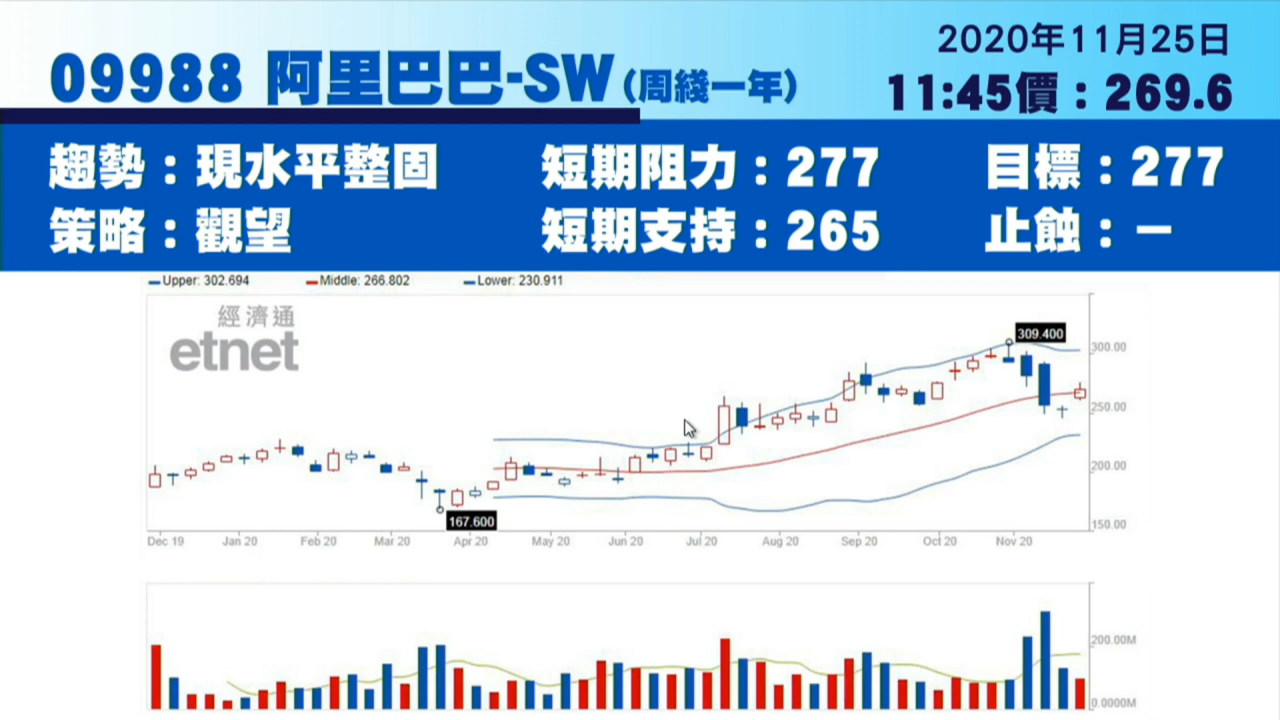 09988 阿里巴巴-SW (周綫一年)
2020年11月25日
11:45價：269.6
趨勢：現水平整固 短期阻力：277 目標：277
策略：觀望 短期支持：265 止蝕：－
Upper: 302.694 Middle: 266.802 Lower: 230.911
經濟通
etnet
309.400
300.00
250.00
200.00
167.600
150.00
Dec 19 Jan 20 Feb 20 Mar 20 Apr 20 May 20 Jun 20 Jul 20 Aug 20 Sep 20 Oct 20 Nov 20
200.00M
0.0000M